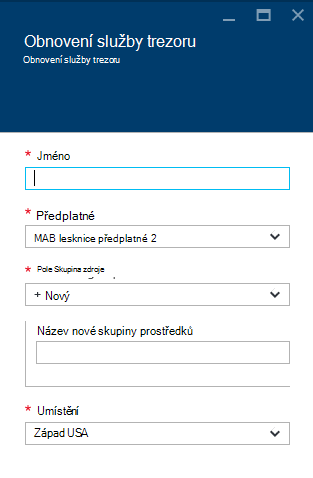 Obnovení služby trezoru
Obnovení služby trezoru
* Jméno
* Předplatné
MAB lesknice předplatné 2
* Pole Skupina zdroje
+ Nový
Název nové skupiny prostředků
* Umístění
Západ USA